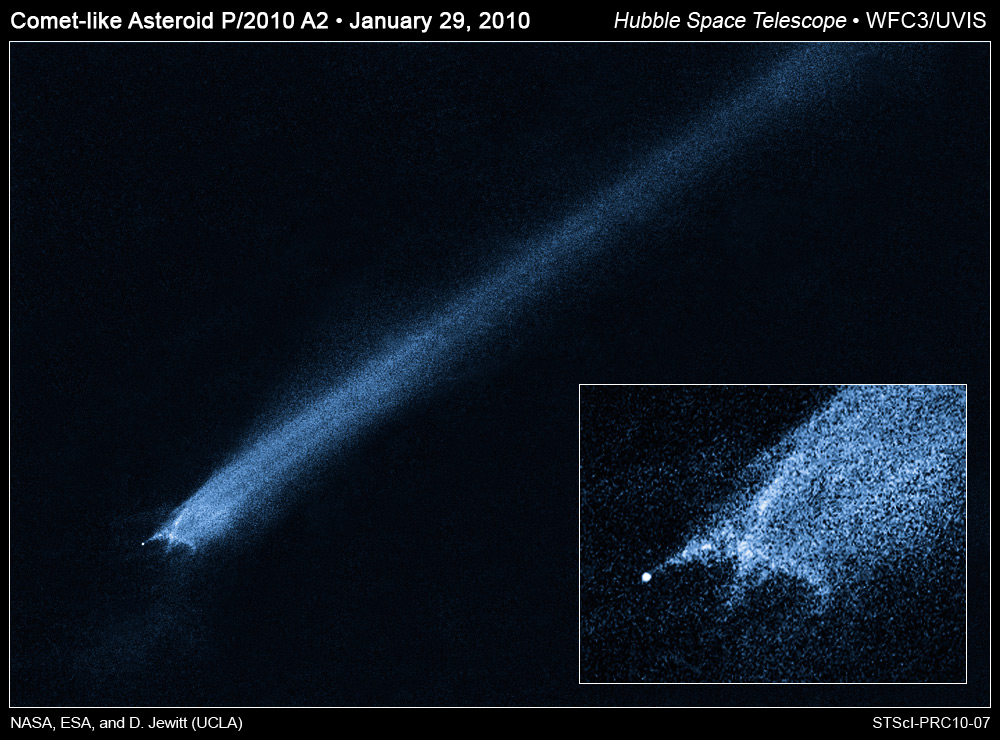 Comet-like Asteroid P/2010 A2 • January 29, 2010
Hubble Space Telescope • WFC3/UVIS
NASA, ESA, and D. Jewitt (UCLA)
STScI-PRC10-07